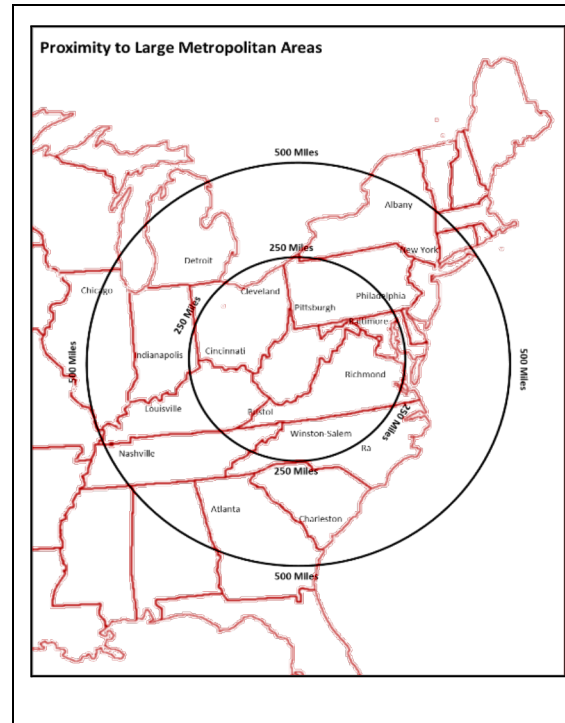 Proximity to Large Metropolitan Areas
500 Miles
Albany
250 Miles
New York
Detroit
Chicago
Cleveland
Philadelphia
Pittsburgh
250 Miles
Baltimore
Indianapolis
Cincinnati
500 Miles
500 Miles
Richmond
Louisville
Bristol
250 Miles
Winston-Salem
Ra
Nashville
250 Miles
Atlanta
Charleston
500 Miles